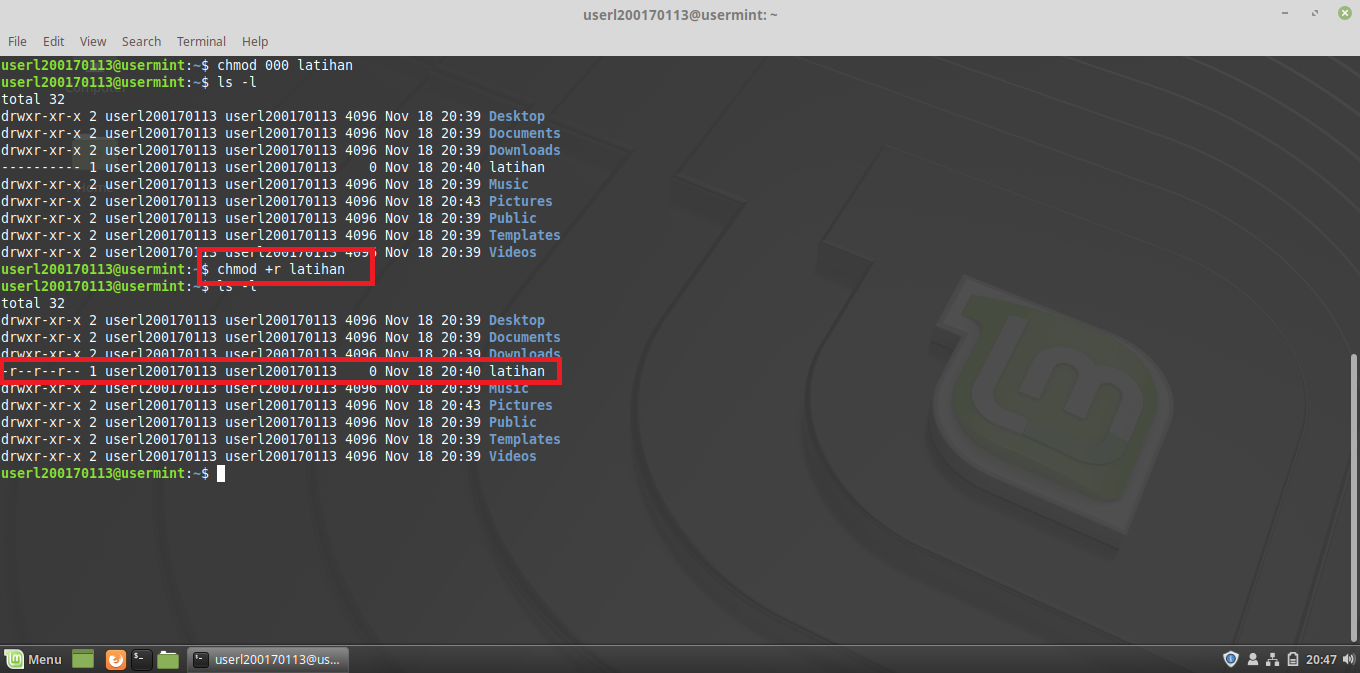 userl200170113@usermint: ~
File Edit View Search Terminal Help
userl200170113@usermint:~$ chmod 000 latihan
userl200170113@usermint:~$ ls -l
total 32
drwxr-xr-x 2 userl200170113 userl200170113 4096 Nov 18 20:39 Desktop
drwxr-xr-x 2 userl200170113 userl200170113 4096 Nov 18 20:39 Documents
drwxr-xr-x 2 userl200170113 userl200170113 4096 Nov 18 20:39 Downloads
---------- 1 userl200170113 userl200170113    0 Nov 18 20:40 latihan
drwxr-xr-x 2 userl200170113 userl200170113 4096 Nov 18 20:39 Music
drwxr-xr-x 2 userl200170113 userl200170113 4096 Nov 18 20:43 Pictures
drwxr-xr-x 2 userl200170113 userl200170113 4096 Nov 18 20:39 Public
drwxr-xr-x 2 userl200170113 userl200170113 4096 Nov 18 20:39 Templates
drwxr-xr-x 2 userl200170113 userl200170113 4096 Nov 18 20:39 Videos
userl200170113@usermint:~$ chmod +r latihan
userl200170113@usermint:~$ ls -l
total 32
drwxr-xr-x 2 userl200170113 userl200170113 4096 Nov 18 20:39 Desktop
drwxr-xr-x 2 userl200170113 userl200170113 4096 Nov 18 20:39 Documents
drwxr-xr-x 2 userl200170113 userl200170113 4096 Nov 18 20:39 Downloads
-r--r--r-- 1 userl200170113 userl200170113    0 Nov 18 20:40 latihan
drwxr-xr-x 2 userl200170113 userl200170113 4096 Nov 18 20:39 Music
drwxr-xr-x 2 userl200170113 userl200170113 4096 Nov 18 20:43 Pictures
drwxr-xr-x 2 userl200170113 userl200170113 4096 Nov 18 20:39 Public
drwxr-xr-x 2 userl200170113 userl200170113 4096 Nov 18 20:39 Templates
drwxr-xr-x 2 userl200170113 userl200170113 4096 Nov 18 20:39 Videos
userl200170113@usermint:~$
Menu userl200170113@us... 20:47